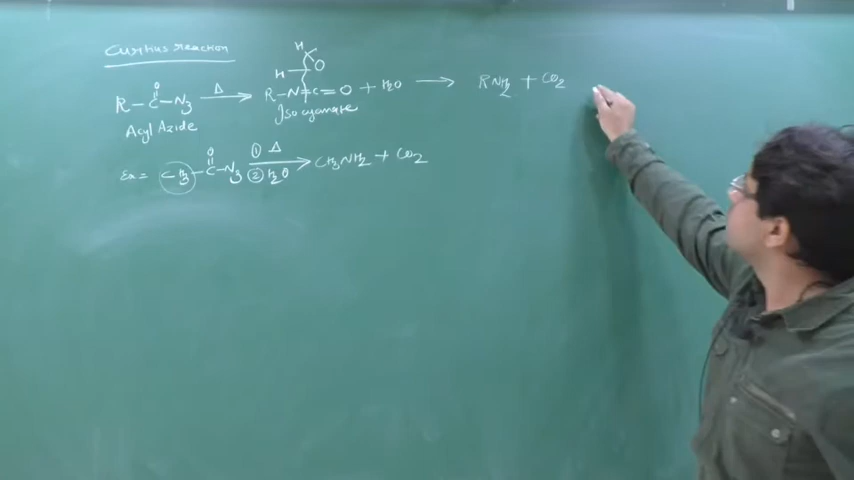 Curtius reaction
R-C(=O)-N3 →Δ R-N=C=O + H2O → RNH2 + CO2
H
H O
Acyl Azide
Isocyanate
Ex= CH3-C(=O)-N3 → ① Δ ② H2O CH3NH2 + CO2